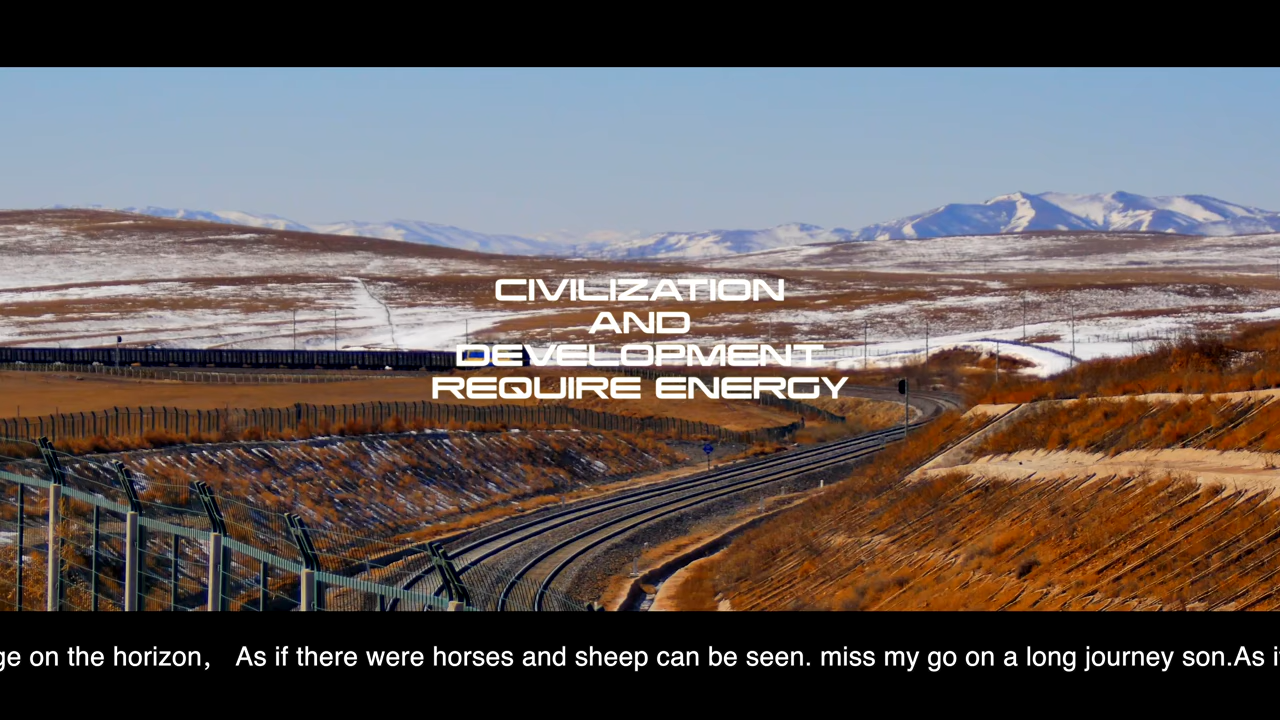 CIVILIZATION
AND
DEVELOPMENT
REQUIRE ENERGY
ge on the horizon， As if there were horses and sheep can be seen. miss my go on a long journey son.As i